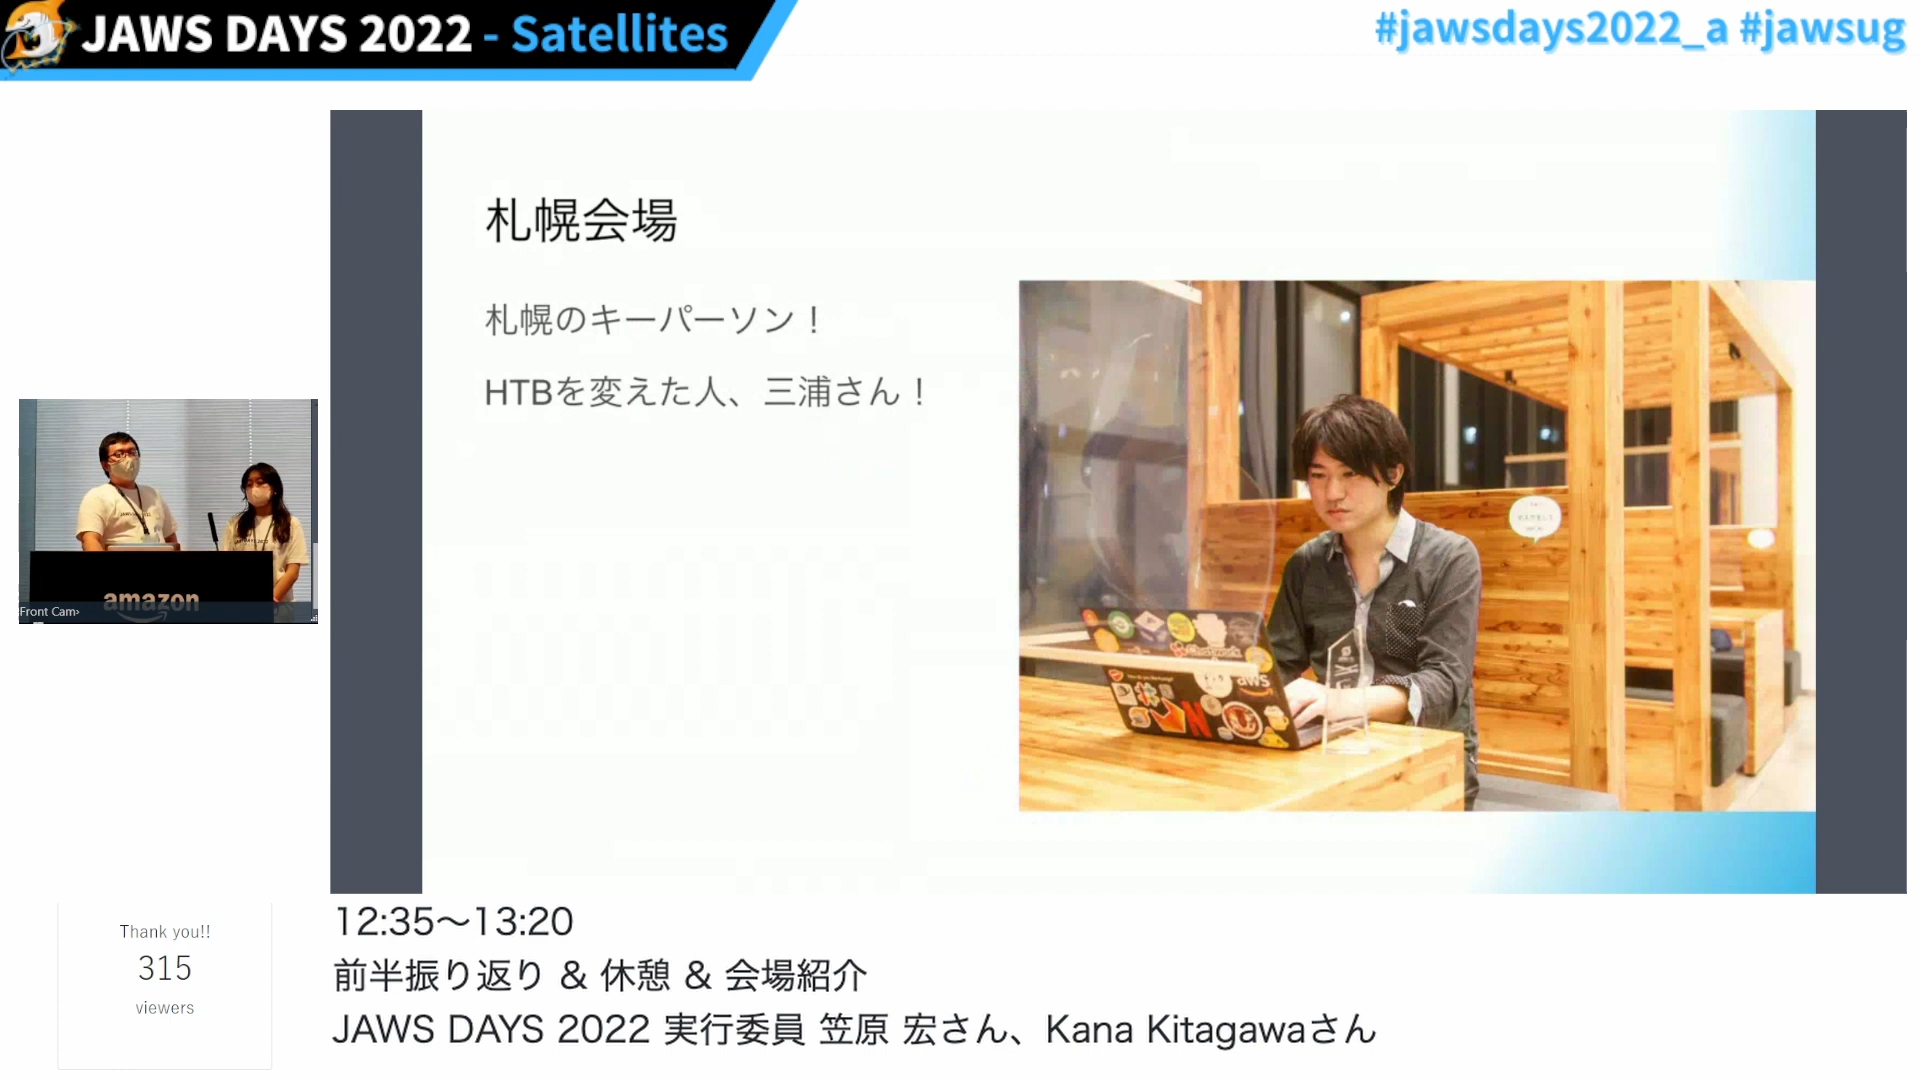 JAWS DAYS 2022 - Satellites
#jawsdays2022_a #jawsug
札幌会場
札幌のキーパーソン！
HTBを変えた人、三浦さん！
aws
amazon
Front Cam›
Thank you!!
315
viewers
12:35〜13:20
前半振り返り & 休憩 & 会場紹介
JAWS DAYS 2022 実行委員 笠原 宏さん、Kana Kitagawaさん